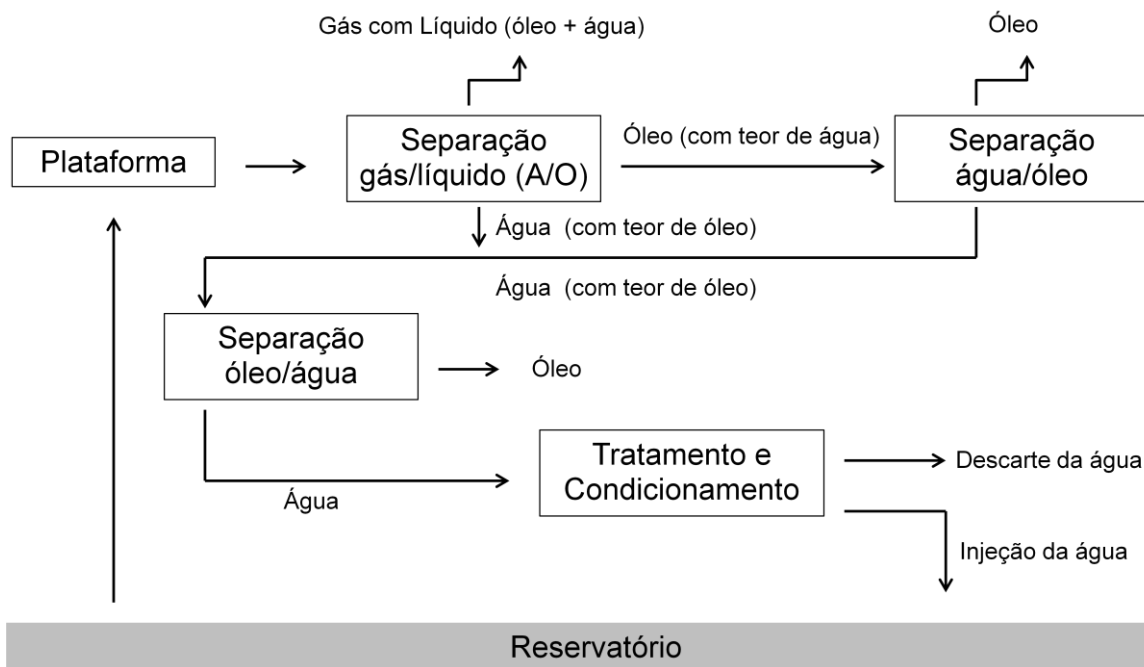 Gás com Líquido (óleo + água)
Óleo
Plataforma
Separação
gás/líquido (A/O)
Óleo (com teor de água)
Separação
água/óleo
Água (com teor de óleo)
Água (com teor de óleo)
Separação
óleo/água
Óleo
Água
Tratamento e
Condicionamento
Descarte da água
Injeção da água
Reservatório